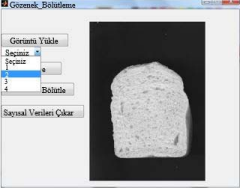 Gözenek_Bölütleme
Görüntü Yükle
Seçiniz
Seçiniz
1
2
3
4
Bölütle
Sayısal Verileri Çıkar